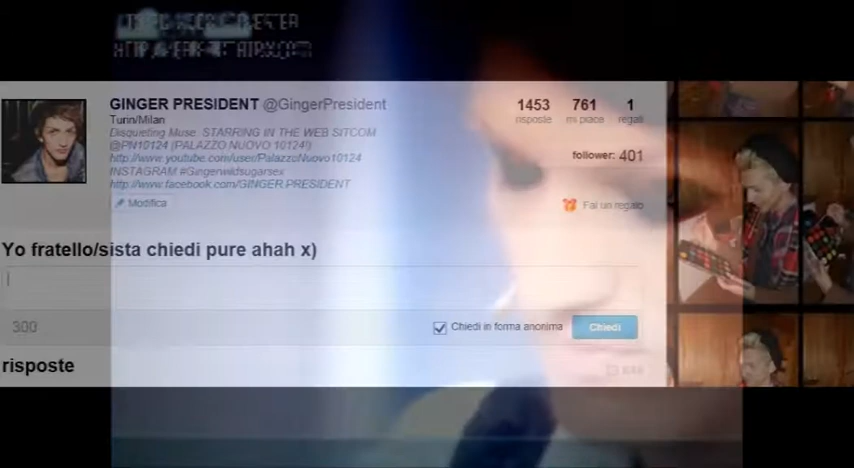 GINGER PRESIDENT @GingerPresident
Turin/Milan
Disquieting Muse. STARRING IN THE WEB SITCOM
@PN10124 (PALAZZO NUOVO 10124!)
http://www.youtube.com/user/PalazzoNuovo10124
INSTAGRAM #Gingerwildsugarsex
http://www.facebook.com/GINGER.PRESIDENT
Modifica
1453 761 1
risposte mi piace regali
follower: 401
Fai un regalo
Yo fratello/sista chiedi pure ahah x)
300
Chiedi in forma anonima
Chiedi
risposte